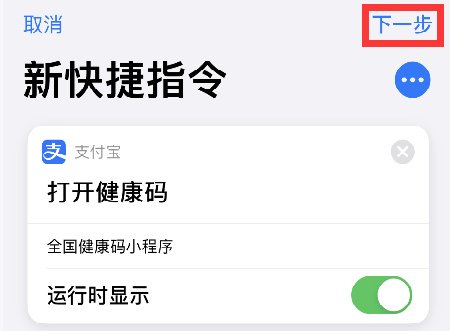 取消 下一步
新快捷指令
支付宝
打开健康码
全国健康码小程序
运行时显示